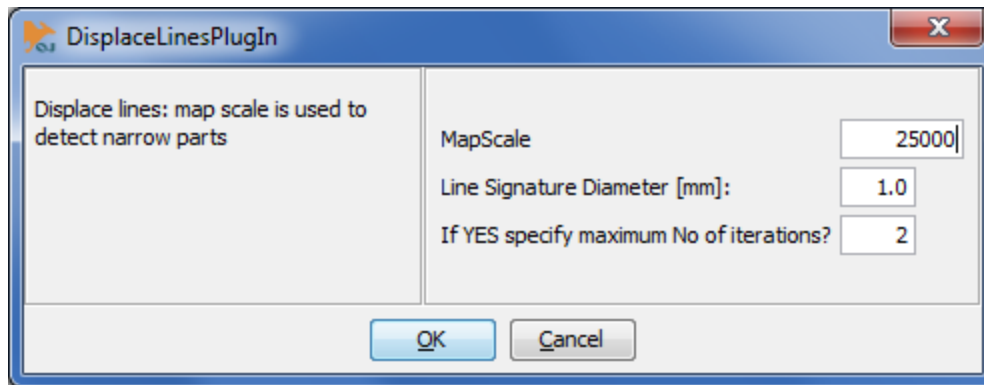 DisplaceLinesPlugIn
Displace lines: map scale is used to
detect narrow parts
MapScale 25000
Line Signature Diameter [mm]: 1.0
If YES specify maximum No of iterations? 2
OK Cancel